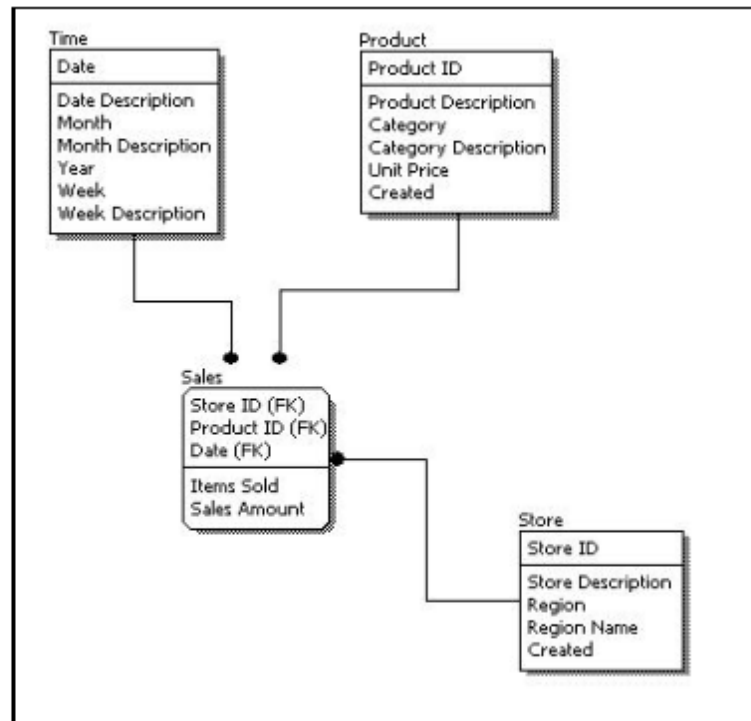 Time
Date
Date Description
Month
Month Description
Year
Week
Week Description
Product
Product ID
Product Description
Category
Category Description
Unit Price
Created
Sales
Store ID (FK)
Product ID (FK)
Date (FK)
Items Sold
Sales Amount
Store
Store ID
Store Description
Region
Region Name
Created